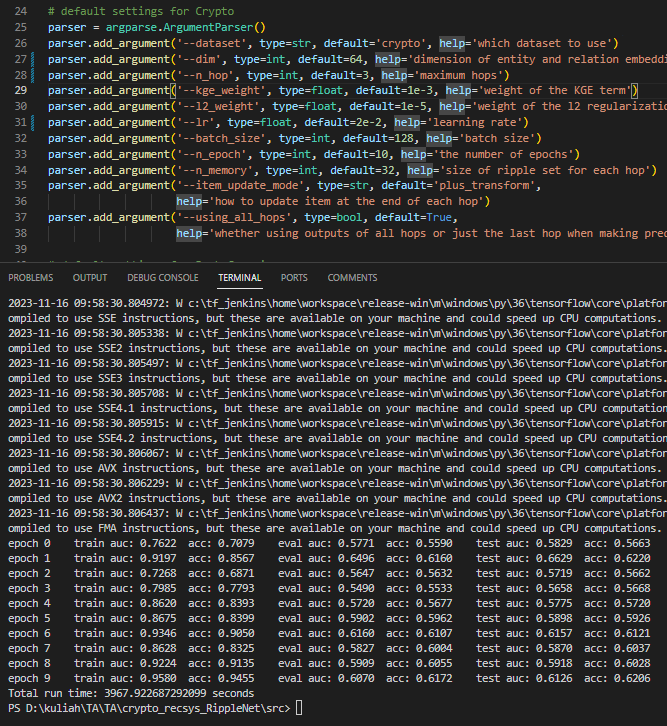 24 # default settings for Crypto
25 parser = argparse.ArgumentParser()
26 parser.add_argument('--dataset', type=str, default='crypto', help='which dataset to use')
27 parser.add_argument('--dim', type=int, default=64, help='dimension of entity and relation embeddi
28 parser.add_argument('--n_hop', type=int, default=3, help='maximum hops')
29 parser.add_argument('--kge_weight', type=float, default=1e-3, help='weight of the KGE term')
30 parser.add_argument('--l2_weight', type=float, default=1e-5, help='weight of the l2 regularizatio
31 parser.add_argument('--lr', type=float, default=2e-2, help='learning rate')
32 parser.add_argument('--batch_size', type=int, default=128, help='batch size')
33 parser.add_argument('--n_epoch', type=int, default=10, help='the number of epochs')
34 parser.add_argument('--n_memory', type=int, default=32, help='size of ripple set for each hop')
35 parser.add_argument('--item_update_mode', type=str, default='plus_transform',
36 help='how to update item at the end of each hop')
37 parser.add_argument('--using_all_hops', type=bool, default=True,
38 help='whether using outputs of all hops or just the last hop when making pred
39
PROBLEMS OUTPUT DEBUG CONSOLE TERMINAL PORTS COMMENTS
2023-11-16 09:58:30.804972: W c:\tf_jenkins\home\workspace\release-win\m\windows\py\36\tensorflow\core\platfor
ompiled to use SSE instructions, but these are available on your machine and could speed up CPU computations.
2023-11-16 09:58:30.805338: W c:\tf_jenkins\home\workspace\release-win\m\windows\py\36\tensorflow\core\platfor
ompiled to use SSE2 instructions, but these are available on your machine and could speed up CPU computations.
2023-11-16 09:58:30.805497: W c:\tf_jenkins\home\workspace\release-win\m\windows\py\36\tensorflow\core\platfor
ompiled to use SSE3 instructions, but these are available on your machine and could speed up CPU computations.
2023-11-16 09:58:30.805708: W c:\tf_jenkins\home\workspace\release-win\m\windows\py\36\tensorflow\core\platfor
ompiled to use SSE4.1 instructions, but these are available on your machine and could speed up CPU computation
2023-11-16 09:58:30.805915: W c:\tf_jenkins\home\workspace\release-win\m\windows\py\36\tensorflow\core\platfor
ompiled to use SSE4.2 instructions, but these are available on your machine and could speed up CPU computation
2023-11-16 09:58:30.806067: W c:\tf_jenkins\home\workspace\release-win\m\windows\py\36\tensorflow\core\platfor
ompiled to use AVX instructions, but these are available on your machine and could speed up CPU computations.
2023-11-16 09:58:30.806229: W c:\tf_jenkins\home\workspace\release-win\m\windows\py\36\tensorflow\core\platfor
ompiled to use AVX2 instructions, but these are available on your machine and could speed up CPU computations.
2023-11-16 09:58:30.806437: W c:\tf_jenkins\home\workspace\release-win\m\windows\py\36\tensorflow\core\platfor
ompiled to use FMA instructions, but these are available on your machine and could speed up CPU computations.
epoch 0 train auc: 0.7622 acc: 0.7079 eval auc: 0.5771 acc: 0.5590 test auc: 0.5829 acc: 0.5663
epoch 1 train auc: 0.9197 acc: 0.8567 eval auc: 0.6496 acc: 0.6160 test auc: 0.6629 acc: 0.6220
epoch 2 train auc: 0.7268 acc: 0.6871 eval auc: 0.5647 acc: 0.5632 test auc: 0.5719 acc: 0.5662
epoch 3 train auc: 0.7985 acc: 0.7793 eval auc: 0.5490 acc: 0.5533 test auc: 0.5658 acc: 0.5668
epoch 4 train auc: 0.8620 acc: 0.8393 eval auc: 0.5720 acc: 0.5677 test auc: 0.5775 acc: 0.5720
epoch 5 train auc: 0.8675 acc: 0.8399 eval auc: 0.5902 acc: 0.5962 test auc: 0.5898 acc: 0.5926
epoch 6 train auc: 0.9346 acc: 0.9050 eval auc: 0.6160 acc: 0.6107 test auc: 0.6157 acc: 0.6121
epoch 7 train auc: 0.8628 acc: 0.8325 eval auc: 0.5827 acc: 0.6004 test auc: 0.5870 acc: 0.6037
epoch 8 train auc: 0.9224 acc: 0.9135 eval auc: 0.5909 acc: 0.6055 test auc: 0.5918 acc: 0.6028
epoch 9 train auc: 0.9580 acc: 0.9455 eval auc: 0.6070 acc: 0.6172 test auc: 0.6126 acc: 0.6206
Total run time: 3967.922687292099 seconds
PS D:\kuliah\TA\TA\crypto_recsys_RippleNet\src>